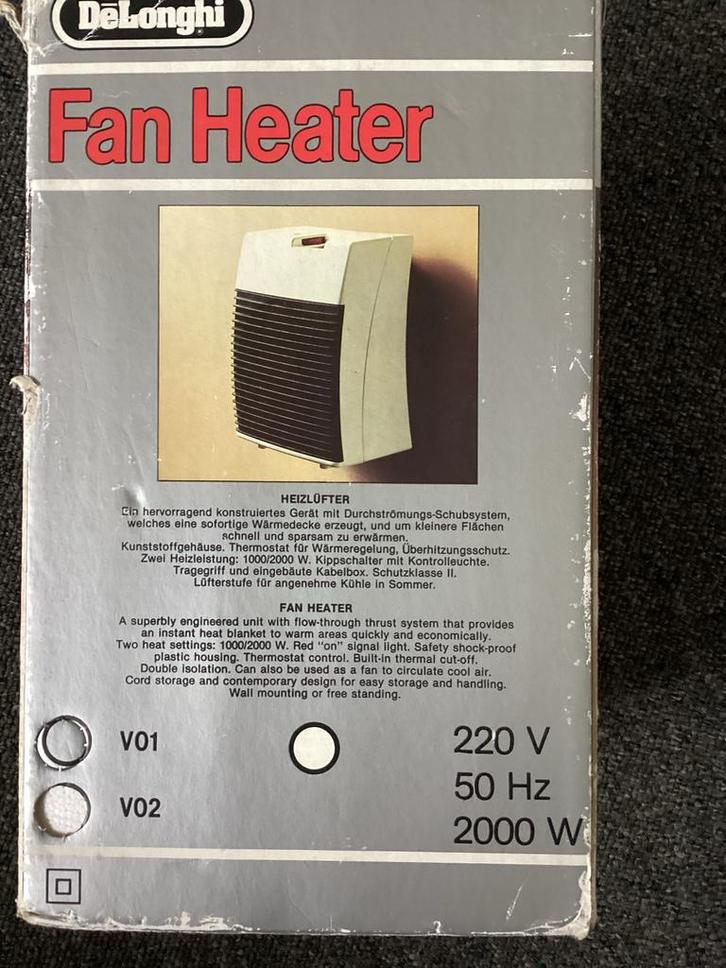 DeLonghi
Fan Heater
HEIZLÜFTER
Ein hervorragend konstruiertes Gerät mit Durchströmungs-Schubsystem,
welches eine sofortige Wärmedecke erzeugt, und um kleinere Flächen
schnell und sparsam zu erwärmen.
Kunststoffgehäuse. Thermostat für Wärmeregelung, Überhitzungsschutz.
Zwei Heizleistung: 1000/2000 W. Kippschalter mit Kontrolleuchte.
Tragegriff und eingebäute Kabelbox. Schutzklasse II.
Lüfterstufe für angenehme Kühle in Sommer.
FAN HEATER
A superbly engineered unit with flow-through thrust system that provides
an instant heat blanket to warm areas quickly and economically.
Two heat settings: 1000/2000 W. Red "on" signal light. Safety shock-proof
plastic housing. Thermostat control. Built-in thermal cut-off.
Double isolation. Can also be used as a fan to circulate cool air.
Cord storage and contemporary design for easy storage and handling.
Wall mounting or free standing.
V01
V02
220 V
50 Hz
2000 W